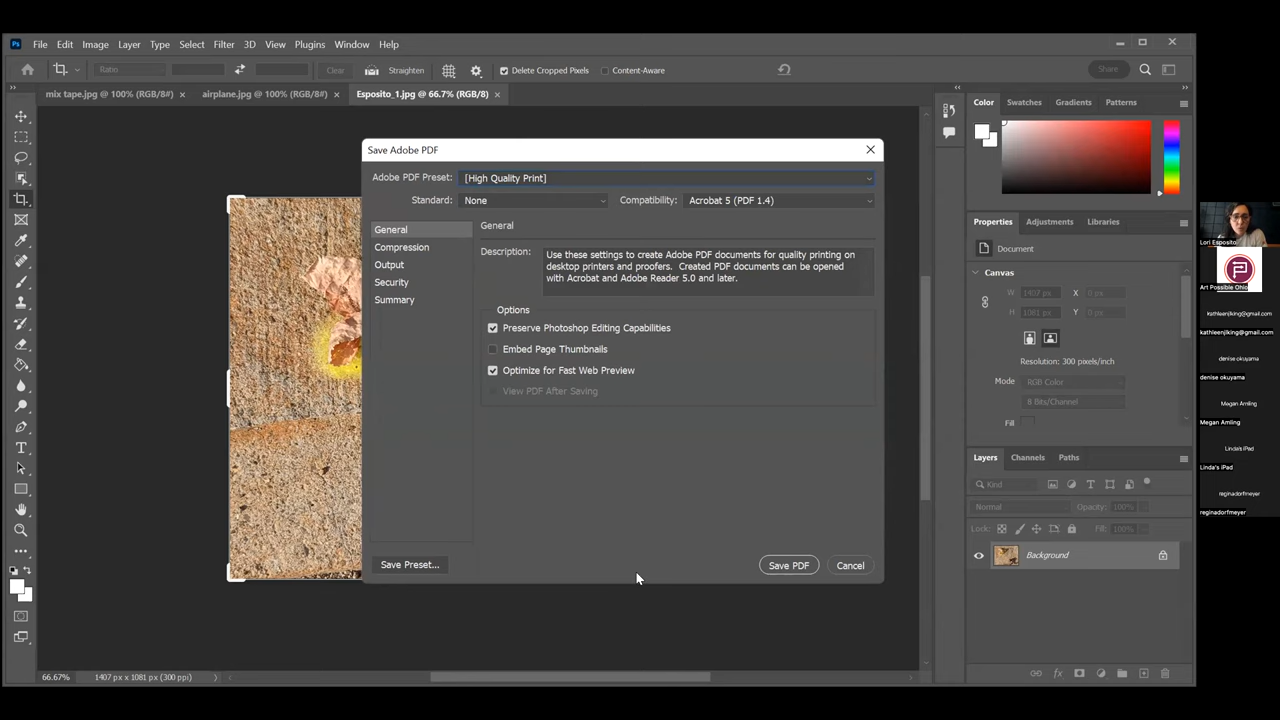 Ps File Edit Image Layer Type Select Filter 3D View Plugins Window Help
Ratio Clear Straighten Delete Cropped Pixels Content-Aware Share
mix tape.jpg @ 100% (RGB/8#) × airplane.jpg @ 100% (RGB/8#) × Esposito_1.jpg @ 66.7% (RGB/8) ×
Save Adobe PDF
Adobe PDF Preset: [High Quality Print]
Standard: None Compatibility: Acrobat 5 (PDF 1.4)
General
Compression
Output
Security
Summary
General
Description: Use these settings to create Adobe PDF documents for quality printing on
desktop printers and proofers. Created PDF documents can be opened
with Acrobat and Adobe Reader 5.0 and later.
Options
Preserve Photoshop Editing Capabilities
Embed Page Thumbnails
Optimize for Fast Web Preview
View PDF After Saving
Save Preset... Save PDF Cancel
Color Swatches Gradients Patterns
Properties Adjustments Libraries
Document
Canvas
W 1407 px X 0 px
H 1081 px Y 0 px
Resolution: 300 pixels/inch
Mode RGB Color
8 Bits/Channel
Fill
Layers Channels Paths
Kind
Normal Opacity: 100%
Lock: Fill: 100%
Background
66.67% 1407 px x 1081 px (300 ppi)
Lori Esposito
Art Possible Ohio
kathleenjlking@gmail.com
kathleenjlking@gmail.com
denise okuyama
denise okuyama
Megan Amling
Megan Amling
Linda's iPad
Linda's iPad
reginadorfmeyer
reginadorfmeyer